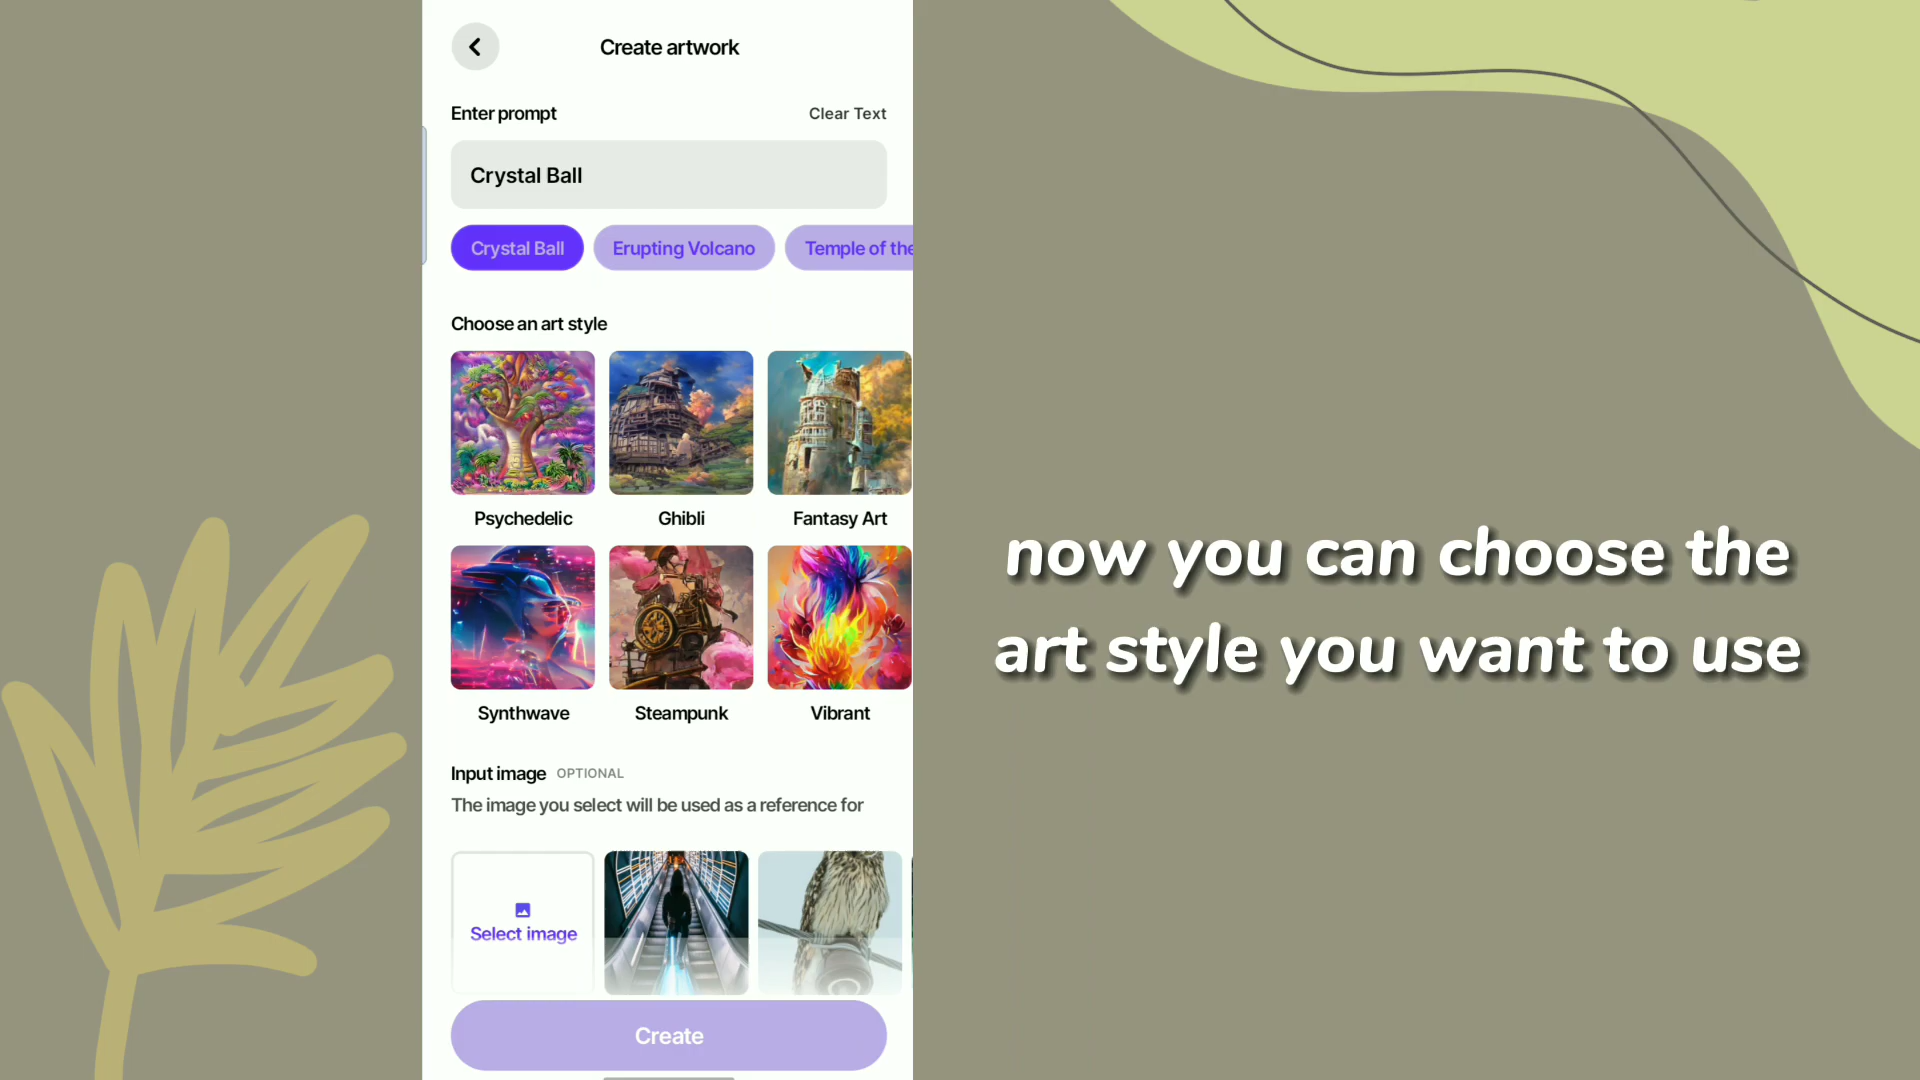 Create artwork
Enter prompt
Clear Text
Crystal Ball
Crystal Ball
Erupting Volcano
Temple of the
Choose an art style
Psychedelic
Ghibli
Fantasy Art
Synthwave
Steampunk
Vibrant
Input image OPTIONAL
The image you select will be used as a reference for
Select image
Create
now you can choose the
art style you want to use